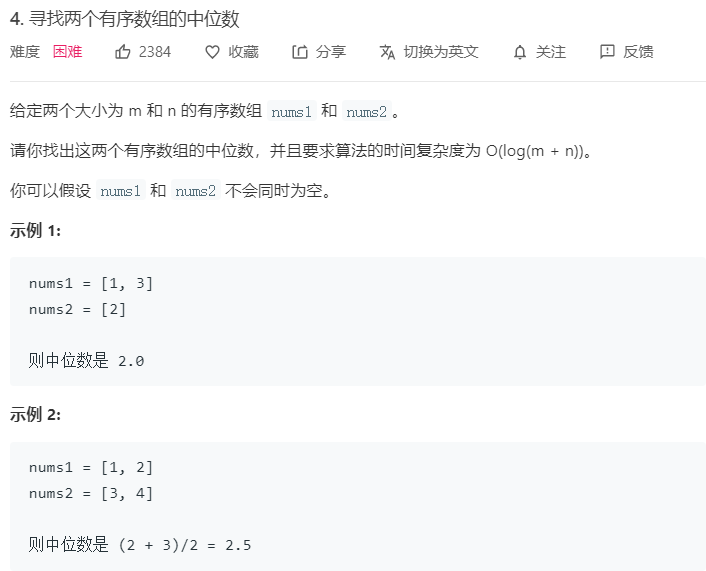 4. 寻找两个有序数组的中位数
难度 困难 2384 收藏 分享 切换为英文 关注 反馈
给定两个大小为 m 和 n 的有序数组 nums1 和 nums2 。
请你找出这两个有序数组的中位数，并且要求算法的时间复杂度为 O(log(m + n))。
你可以假设 nums1 和 nums2 不会同时为空。
示例 1:
nums1 = [1, 3]
nums2 = [2]
则中位数是 2.0
示例 2:
nums1 = [1, 2]
nums2 = [3, 4]
则中位数是 (2 + 3)/2 = 2.5